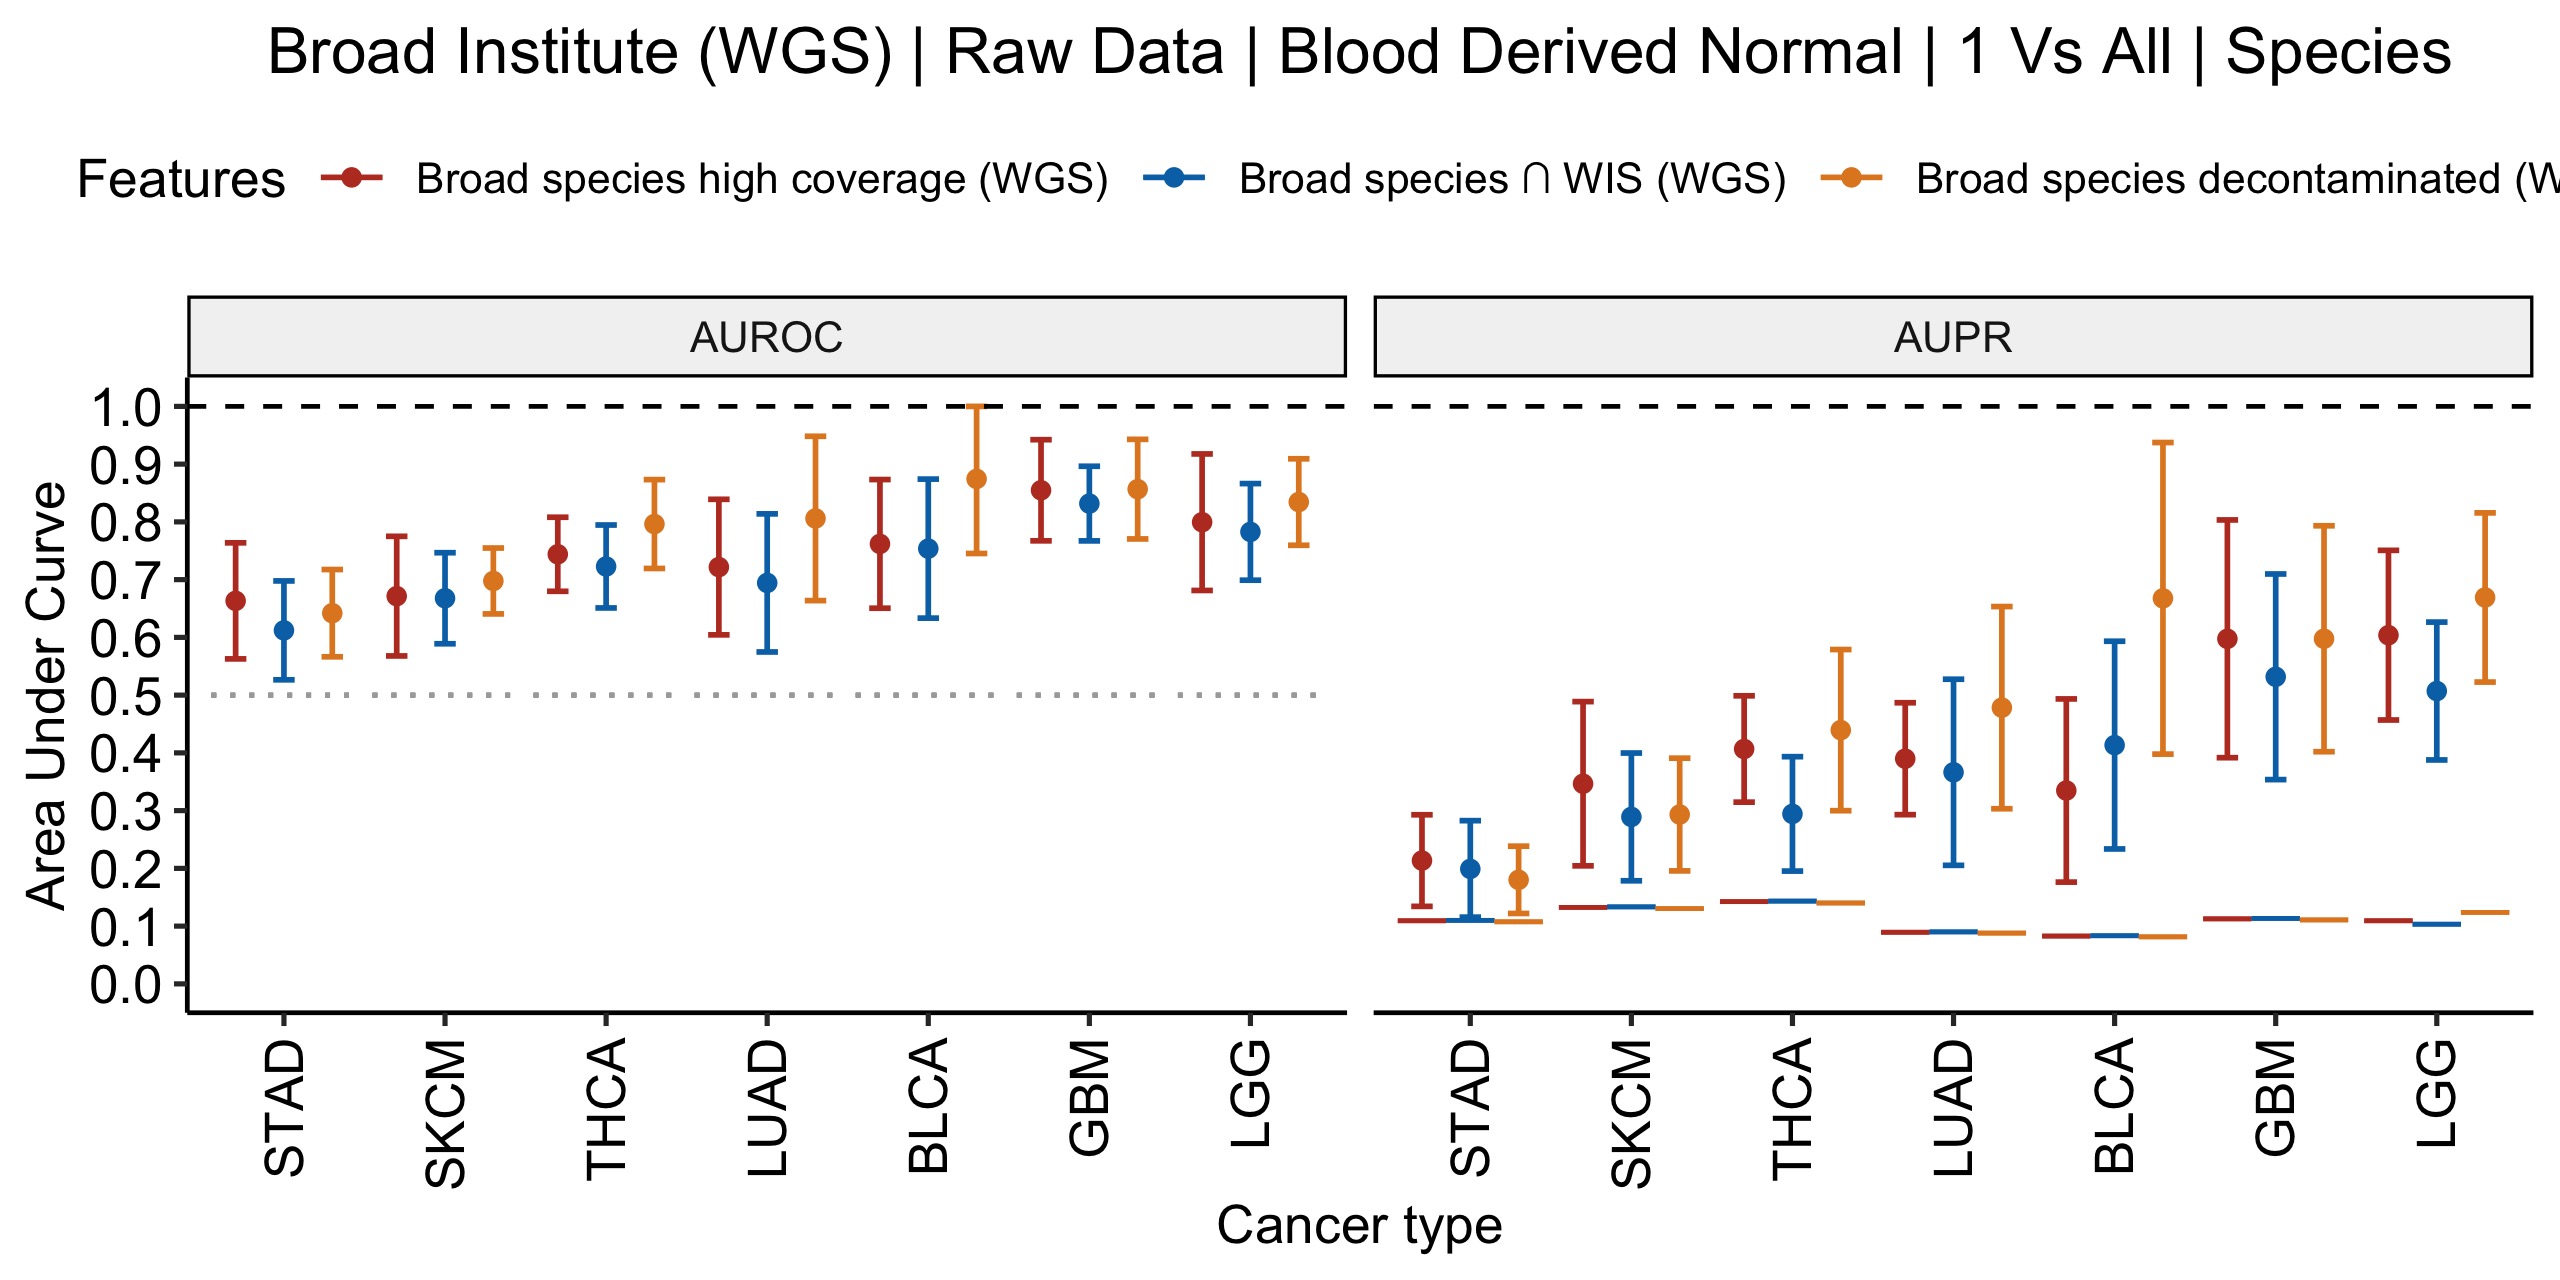 Broad Institute (WGS) | Raw Data | Blood Derived Normal | 1 Vs All | Species
Features Broad species high coverage (WGS) Broad species ∩ WIS (WGS) Broad species decontaminated (W
AUROC AUPR
Area Under Curve
1.0
0.9
0.8
0.7
0.6
0.5
0.4
0.3
0.2
0.1
0.0
STAD SKCM THCA LUAD BLCA GBM LGG STAD SKCM THCA LUAD BLCA GBM LGG
Cancer type